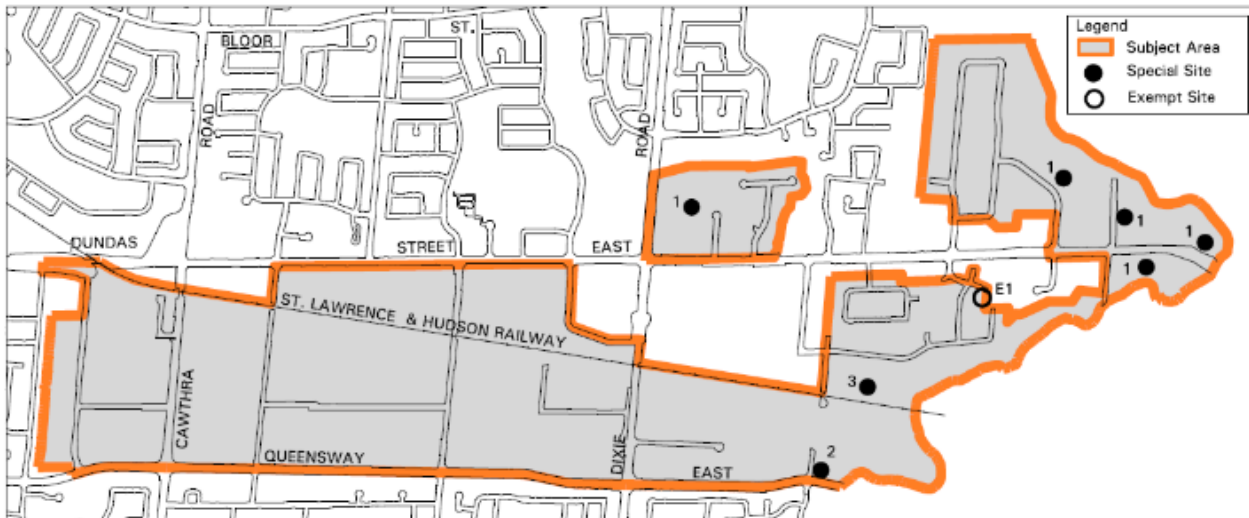 Legend
Subject Area
Special Site
Exempt Site
BLOOR ST.
ROAD
ROAD
1
1
1
1
1
DUNDAS STREET EAST
E1
ST. LAWRENCE & HUDSON RAILWAY
3
CAWTHRA
DIXIE
2
QUEENSWAY EAST